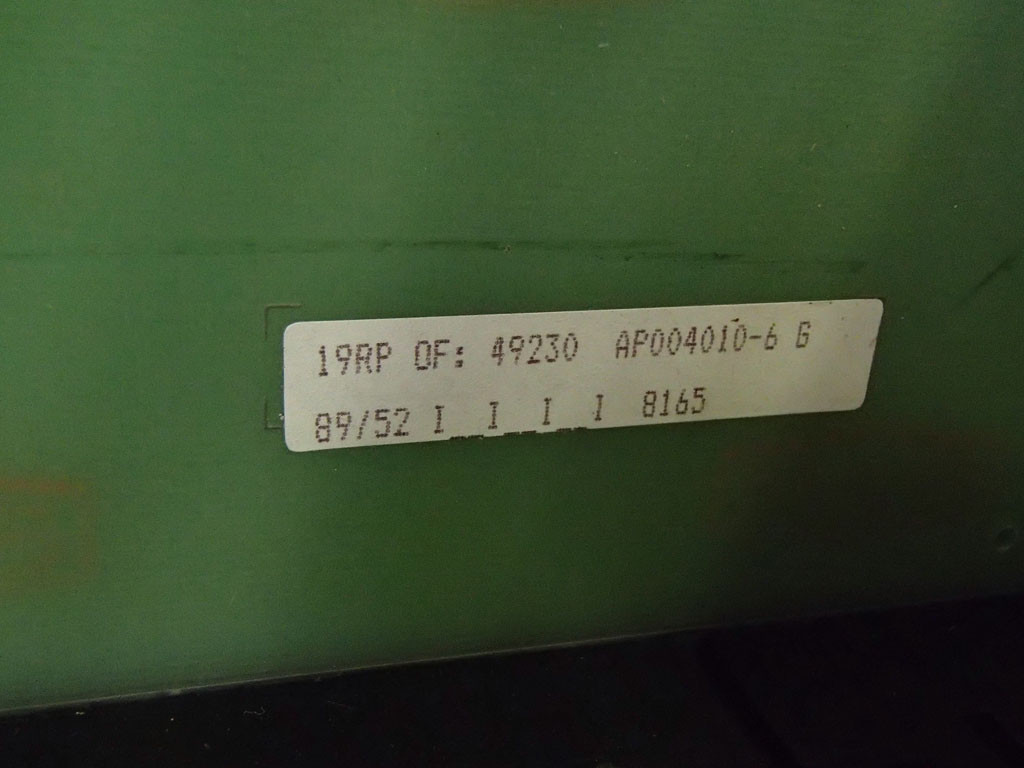 19RP OF: 49230 AP004010-6 G
89/52 I I I I 8165